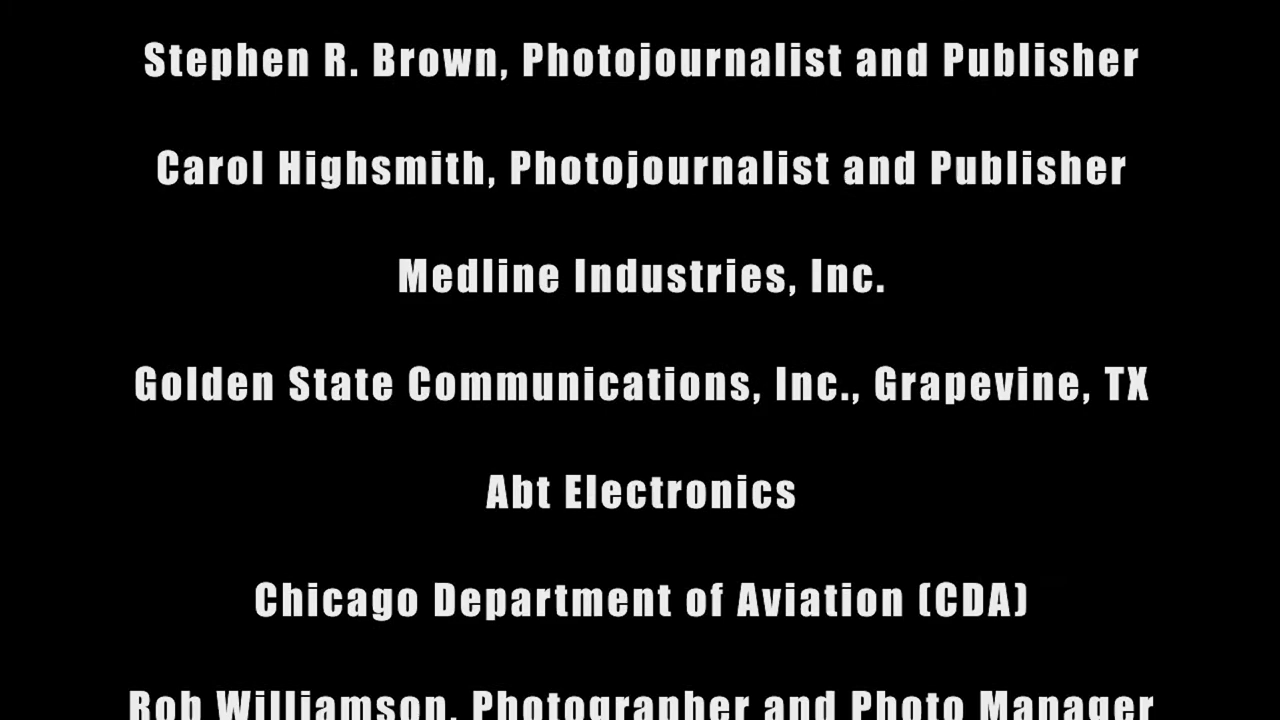 Stephen R. Brown, Photojournalist and Publisher
Carol Highsmith, Photojournalist and Publisher
Medline Industries, Inc.
Golden State Communications, Inc., Grapevine, TX
Abt Electronics
Chicago Department of Aviation (CDA)
Rob Williamson, Photographer and Photo Manager